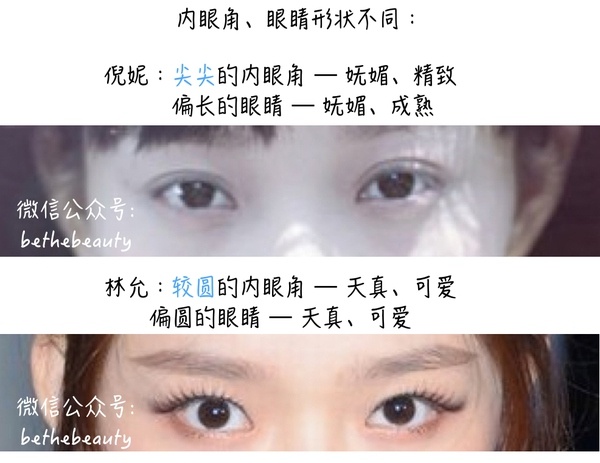 内眼角、眼睛形状不同：
倪妮：尖尖的内眼角 — 妩媚、精致
偏长的眼睛 — 妩媚、成熟
微信公众号:
bethebeauty
林允：较圆的内眼角 — 天真、可爱
偏圆的眼睛 — 天真、可爱
微信公众号:
bethebeauty